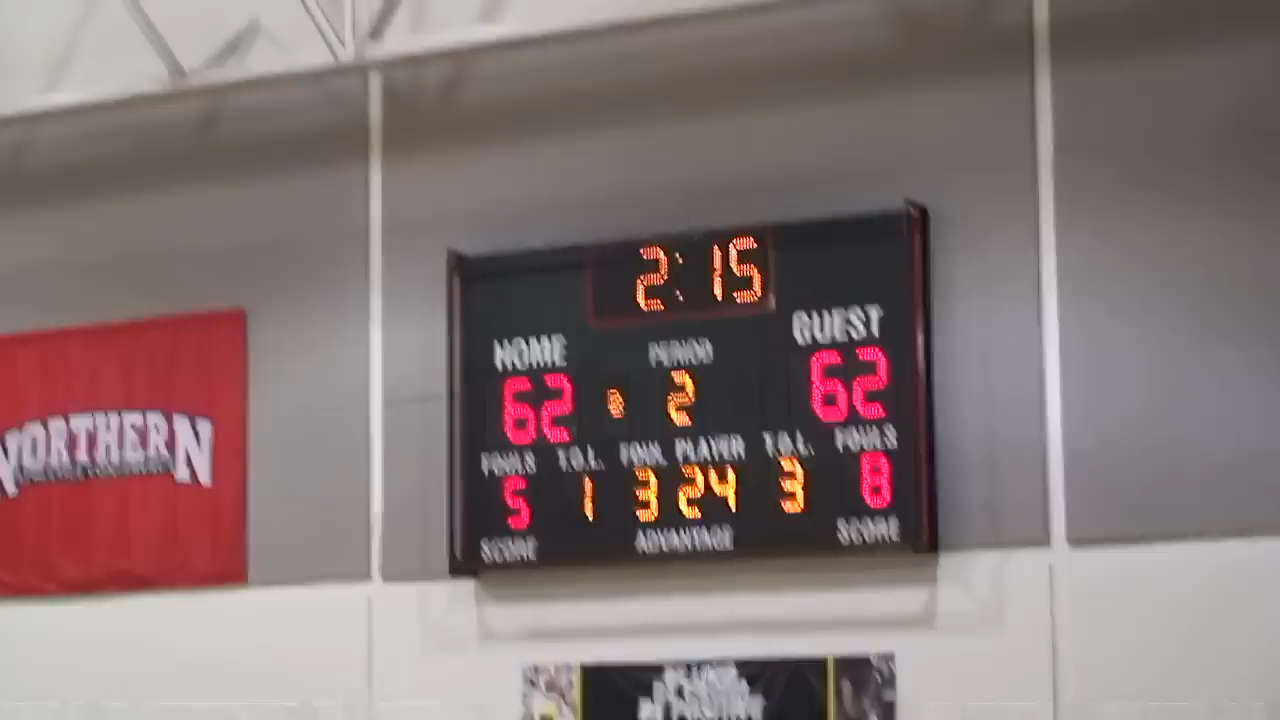 2:15
HOME
PERIOD
GUEST
62
2
62
FOULS
T.O.L.
FOUL
PLAYER
T.O.L.
FOULS
5
1
3
24
3
8
SCORE
ADVANTAGE
SCORE
NORTHERN